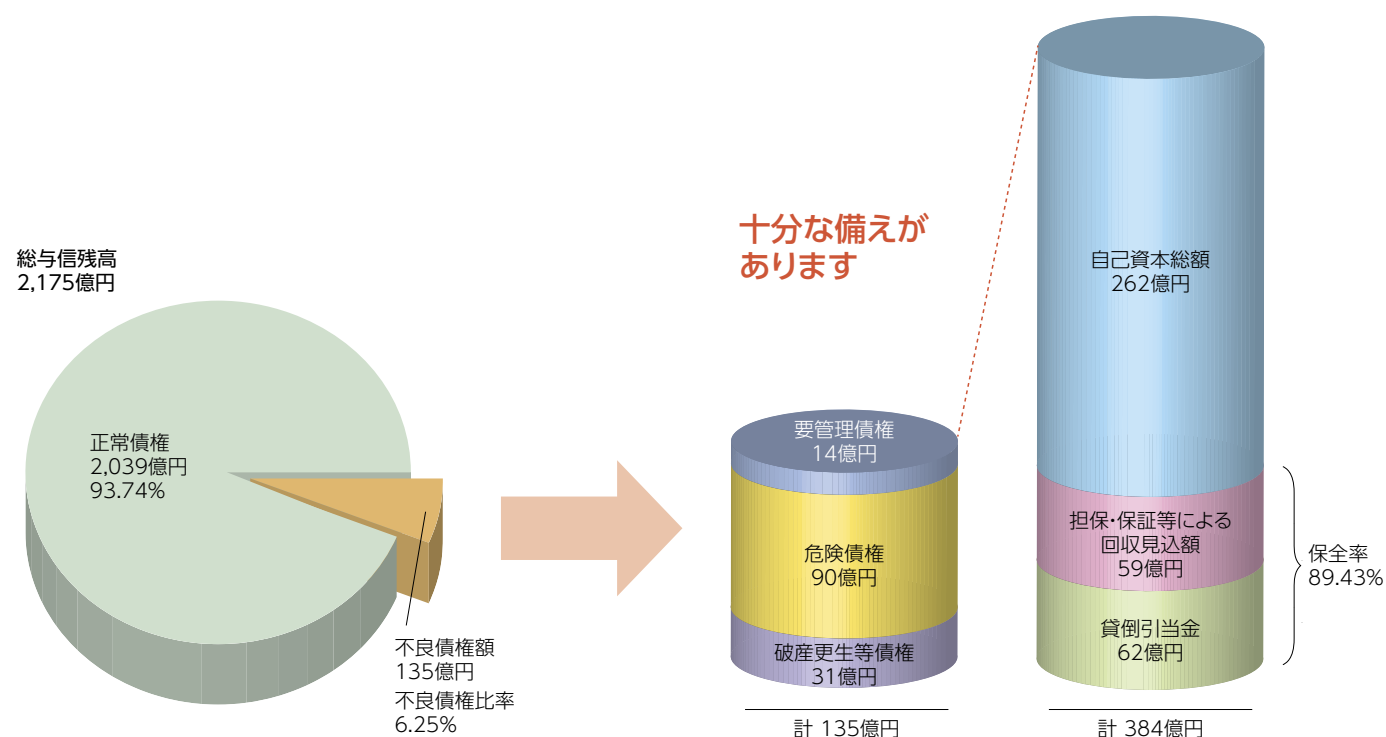 総与信残高
2,175億円
正常債権
2,039億円
93.74%
不良債権額
135億円
不良債権比率
6.25%
十分な備えが
あります
要管理債権
14億円
危険債権
90億円
破産更生等債権
31億円
計 135億円
自己資本総額
262億円
担保・保証等による
回収見込額
59億円
貸倒引当金
62億円
計 384億円
保全率
89.43%